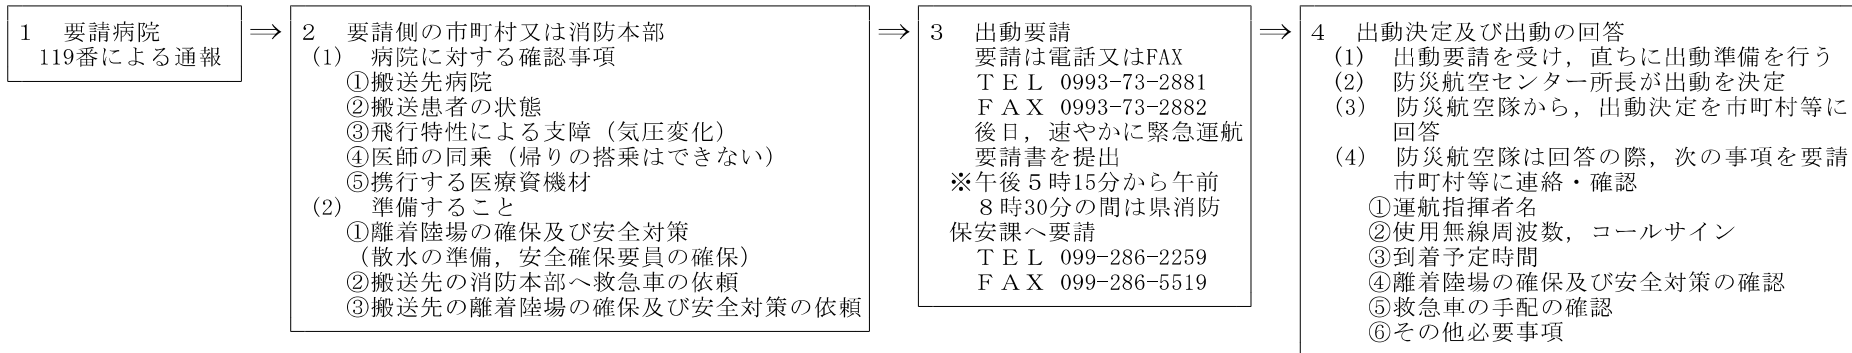 1　要請病院
119番による通報
⇒
2　要請側の市町村又は消防本部
(1)　病院に対する確認事項
①搬送先病院
②搬送患者の状態
③飛行特性による支障（気圧変化）
④医師の同乗（帰りの搭乗はできない）
⑤携行する医療資機材
(2)　準備すること
①離着陸場の確保及び安全対策
（散水の準備，安全確保要員の確保）
②搬送先の消防本部へ救急車の依頼
③搬送先の離着陸場の確保及び安全対策の依頼
⇒
3　出動要請
要請は電話又はFAX
ＴＥＬ 0993-73-2881
ＦＡＸ 0993-73-2882
後日，速やかに緊急運航
要請書を提出
※午後５時15分から午前
８時30分の間は県消防
保安課へ要請
ＴＥＬ 099-286-2259
ＦＡＸ 099-286-5519
⇒
4　出動決定及び出動の回答
(1)　出動要請を受け，直ちに出動準備を行う
(2)　防災航空センター所長が出動を決定
(3)　防災航空隊から，出動決定を市町村等に
回答
(4)　防災航空隊は回答の際，次の事項を要請
市町村等に連絡・確認
①運航指揮者名
②使用無線周波数，コールサイン
③到着予定時間
④離着陸場の確保及び安全対策の確認
⑤救急車の手配の確認
⑥その他必要事項